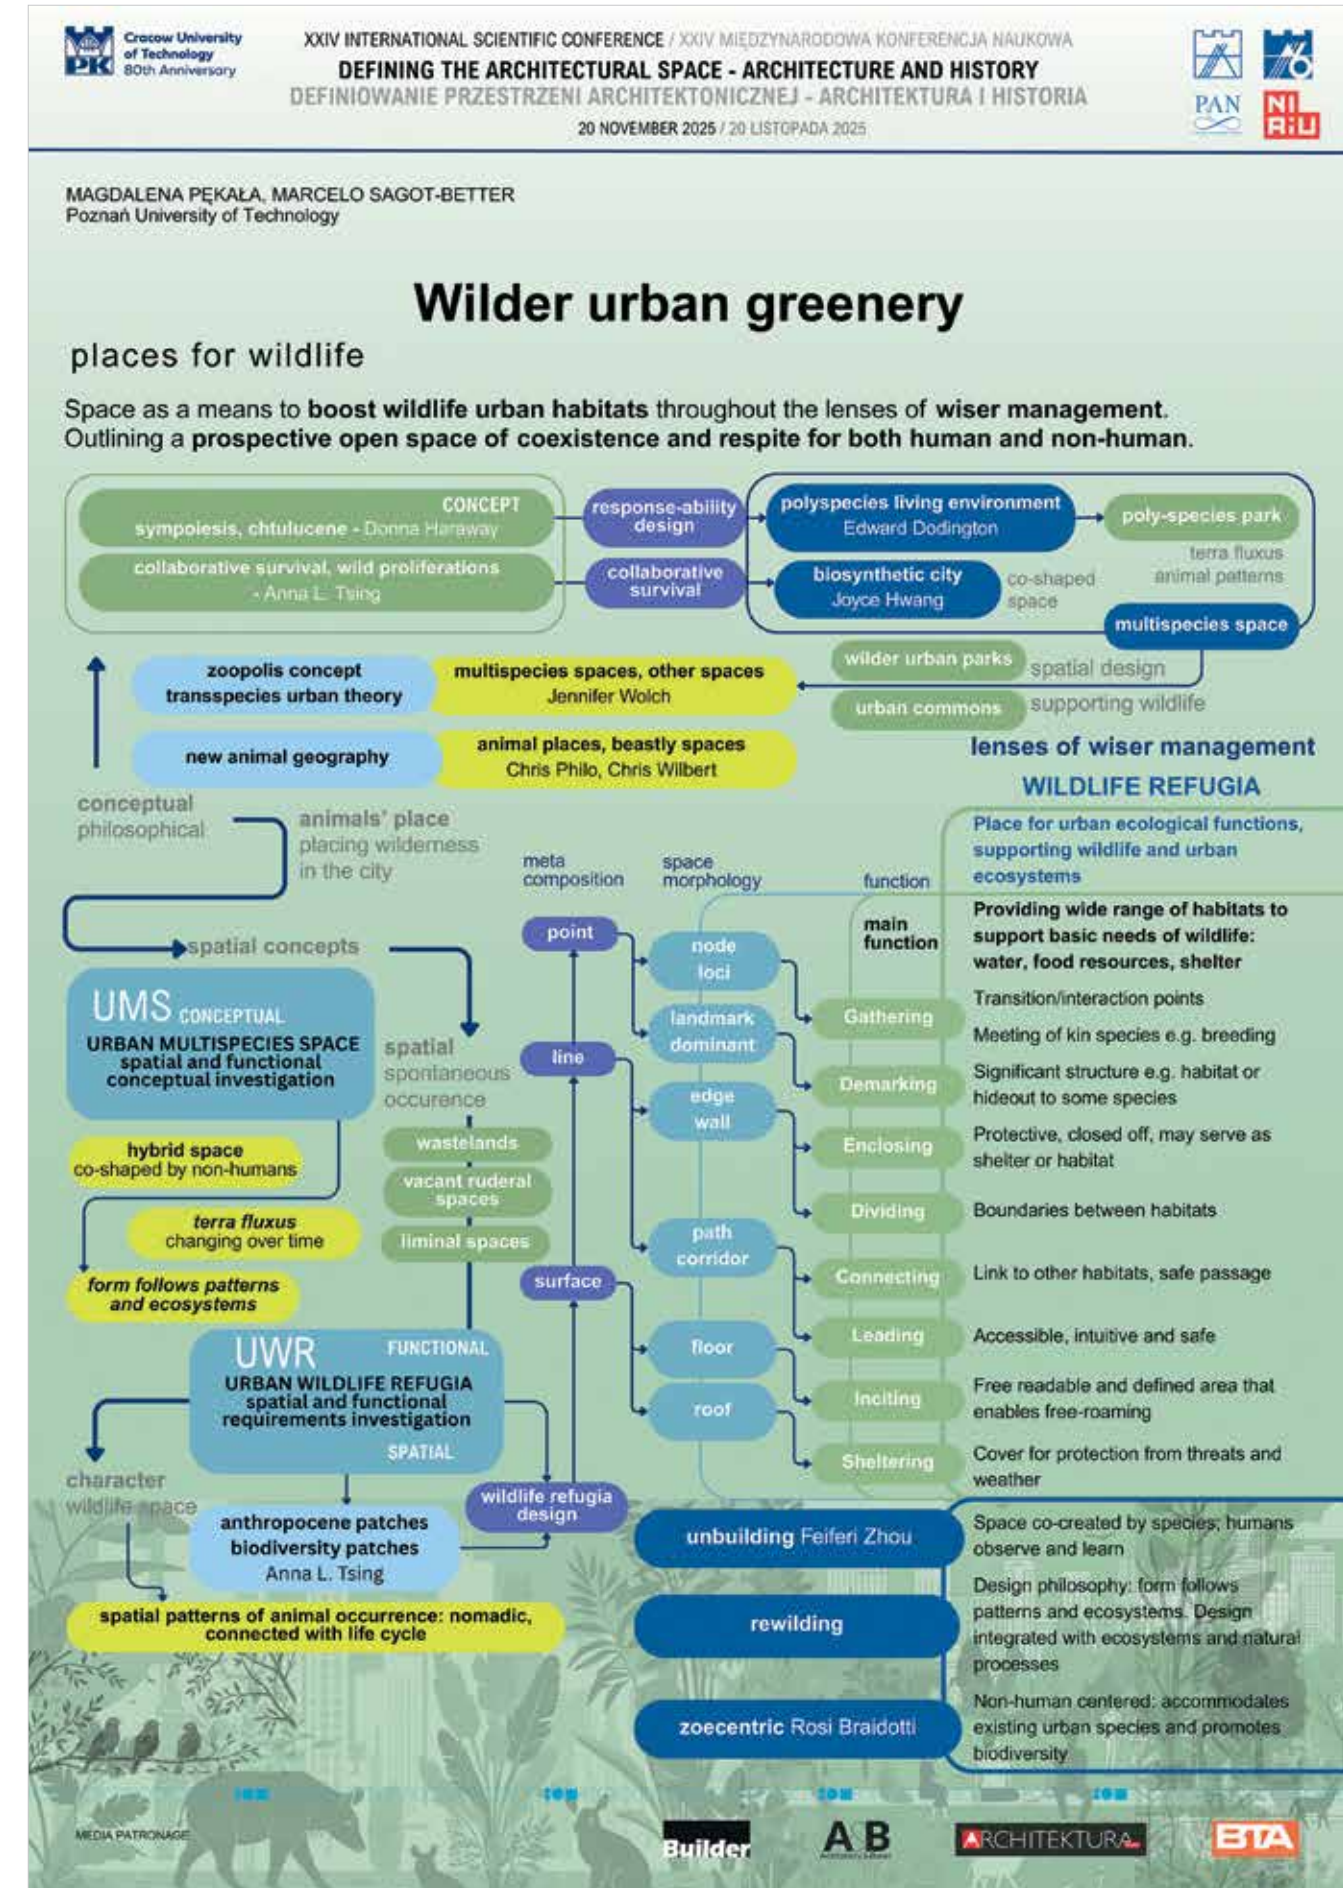 Cracow University
of Technology
80th Anniversary
PK
XXIV INTERNATIONAL SCIENTIFIC CONFERENCE / XXIV MIĘDZYNARODOWA KONFERENCJA NAUKOWA
DEFINING THE ARCHITECTURAL SPACE - ARCHITECTURE AND HISTORY
DEFINIOWANIE PRZESTRZENI ARCHITEKTONICZNEJ - ARCHITEKTURA I HISTORIA
20 NOVEMBER 2025 / 20 LISTOPADA 2025
PAN
NI
AiU
MAGDALENA PĘKAŁA, MARCELO SAGOT-BETTER
Poznań University of Technology
Wilder urban greenery
places for wildlife
Space as a means to boost wildlife urban habitats throughout the lenses of wiser management.
Outlining a prospective open space of coexistence and respite for both human and non-human.
CONCEPT
sympoiesis, chtulucene - Donna Haraway
collaborative survival, wild proliferations
- Anna L. Tsing
response-ability
design
collaborative
survival
polyspecies living environment
Edward Dodington
biosynthetic city
Joyce Hwang
co-shaped
space
poly-species park
terra fluxus
animal patterns
multispecies space
zoopolis concept
transspecies urban theory
multispecies spaces, other spaces
Jennifer Wolch
wilder urban parks
spatial design
urban commons
supporting wildlife
new animal geography
animal places, beastly spaces
Chris Philo, Chris Wilbert
lenses of wiser management
WILDLIFE REFUGIA
Place for urban ecological functions,
supporting wildlife and urban
ecosystems
conceptual
philosophical
animals' place
placing wilderness
in the city
spatial concepts
meta
composition
space
morphology
function
main
function
Providing wide range of habitats to
support basic needs of wildlife:
water, food resources, shelter
UMS CONCEPTUAL
URBAN MULTISPECIES SPACE
spatial and functional
conceptual investigation
spatial
spontaneous
occurence
hybrid space
co-shaped by non-humans
terra fluxus
changing over time
form follows patterns
and ecosystems
wastelands
vacant ruderal
spaces
liminal spaces
point
line
surface
node
loci
landmark
dominant
edge
wall
path
corridor
floor
roof
Gathering
Transition/interaction points
Meeting of kin species e.g. breeding
Demarking
Significant structure e.g. habitat or
hideout to some species
Enclosing
Protective, closed off, may serve as
shelter or habitat
Dividing
Boundaries between habitats
Connecting
Link to other habitats, safe passage
Leading
Accessible, intuitive and safe
Inciting
Free readable and defined area that
enables free-roaming
Sheltering
Cover for protection from threats and
weather
UWR FUNCTIONAL
URBAN WILDLIFE REFUGIA
spatial and functional
requirements investigation
SPATIAL
character
wildlife space
anthropocene patches
biodiversity patches
Anna L. Tsing
wildlife refugia
design
spatial patterns of animal occurrence: nomadic,
connected with life cycle
unbuilding Feiferi Zhou
Space co-created by species; humans
observe and learn
rewilding
Design philosophy: form follows
patterns and ecosystems. Design
integrated with ecosystems and natural
processes
zoecentric Rosi Braidotti
Non-human centered: accommodates
existing urban species and promotes
biodiversity
MEDIA PATRONAGE
Builder
A B
ARCHITEKTURA
BTA